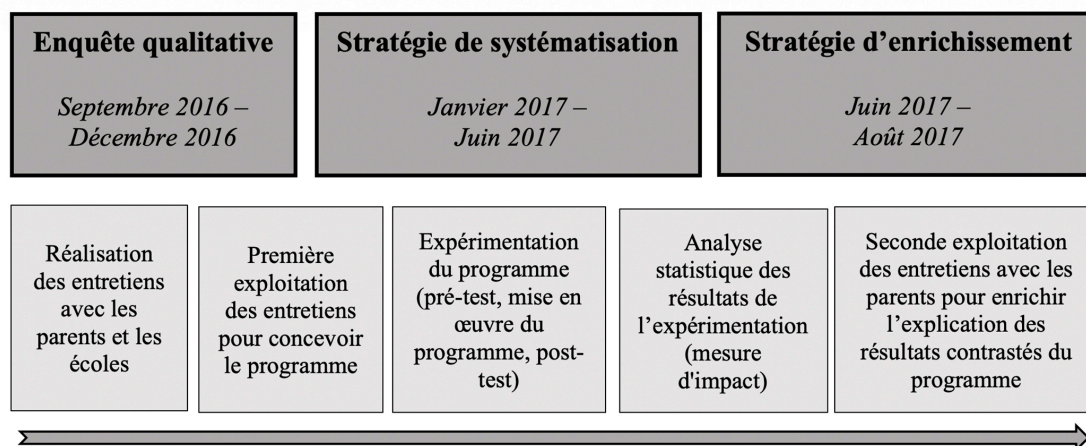 Enquête qualitative
Septembre 2016 –
Décembre 2016
Stratégie de systématisation
Janvier 2017 –
Juin 2017
Stratégie d’enrichissement
Juin 2017 –
Août 2017
Réalisation
des entretiens
avec les
parents et les
écoles
Première
exploitation
des entretiens
pour concevoir
le programme
Expérimentation
du programme
(pré-test, mise en
œuvre du
programme, post-
test)
Analyse
statistique des
résultats de
l’expérimentation
(mesure
d'impact)
Seconde exploitation
des entretiens avec les
parents pour enrichir
l’explication des
résultats contrastés du
programme